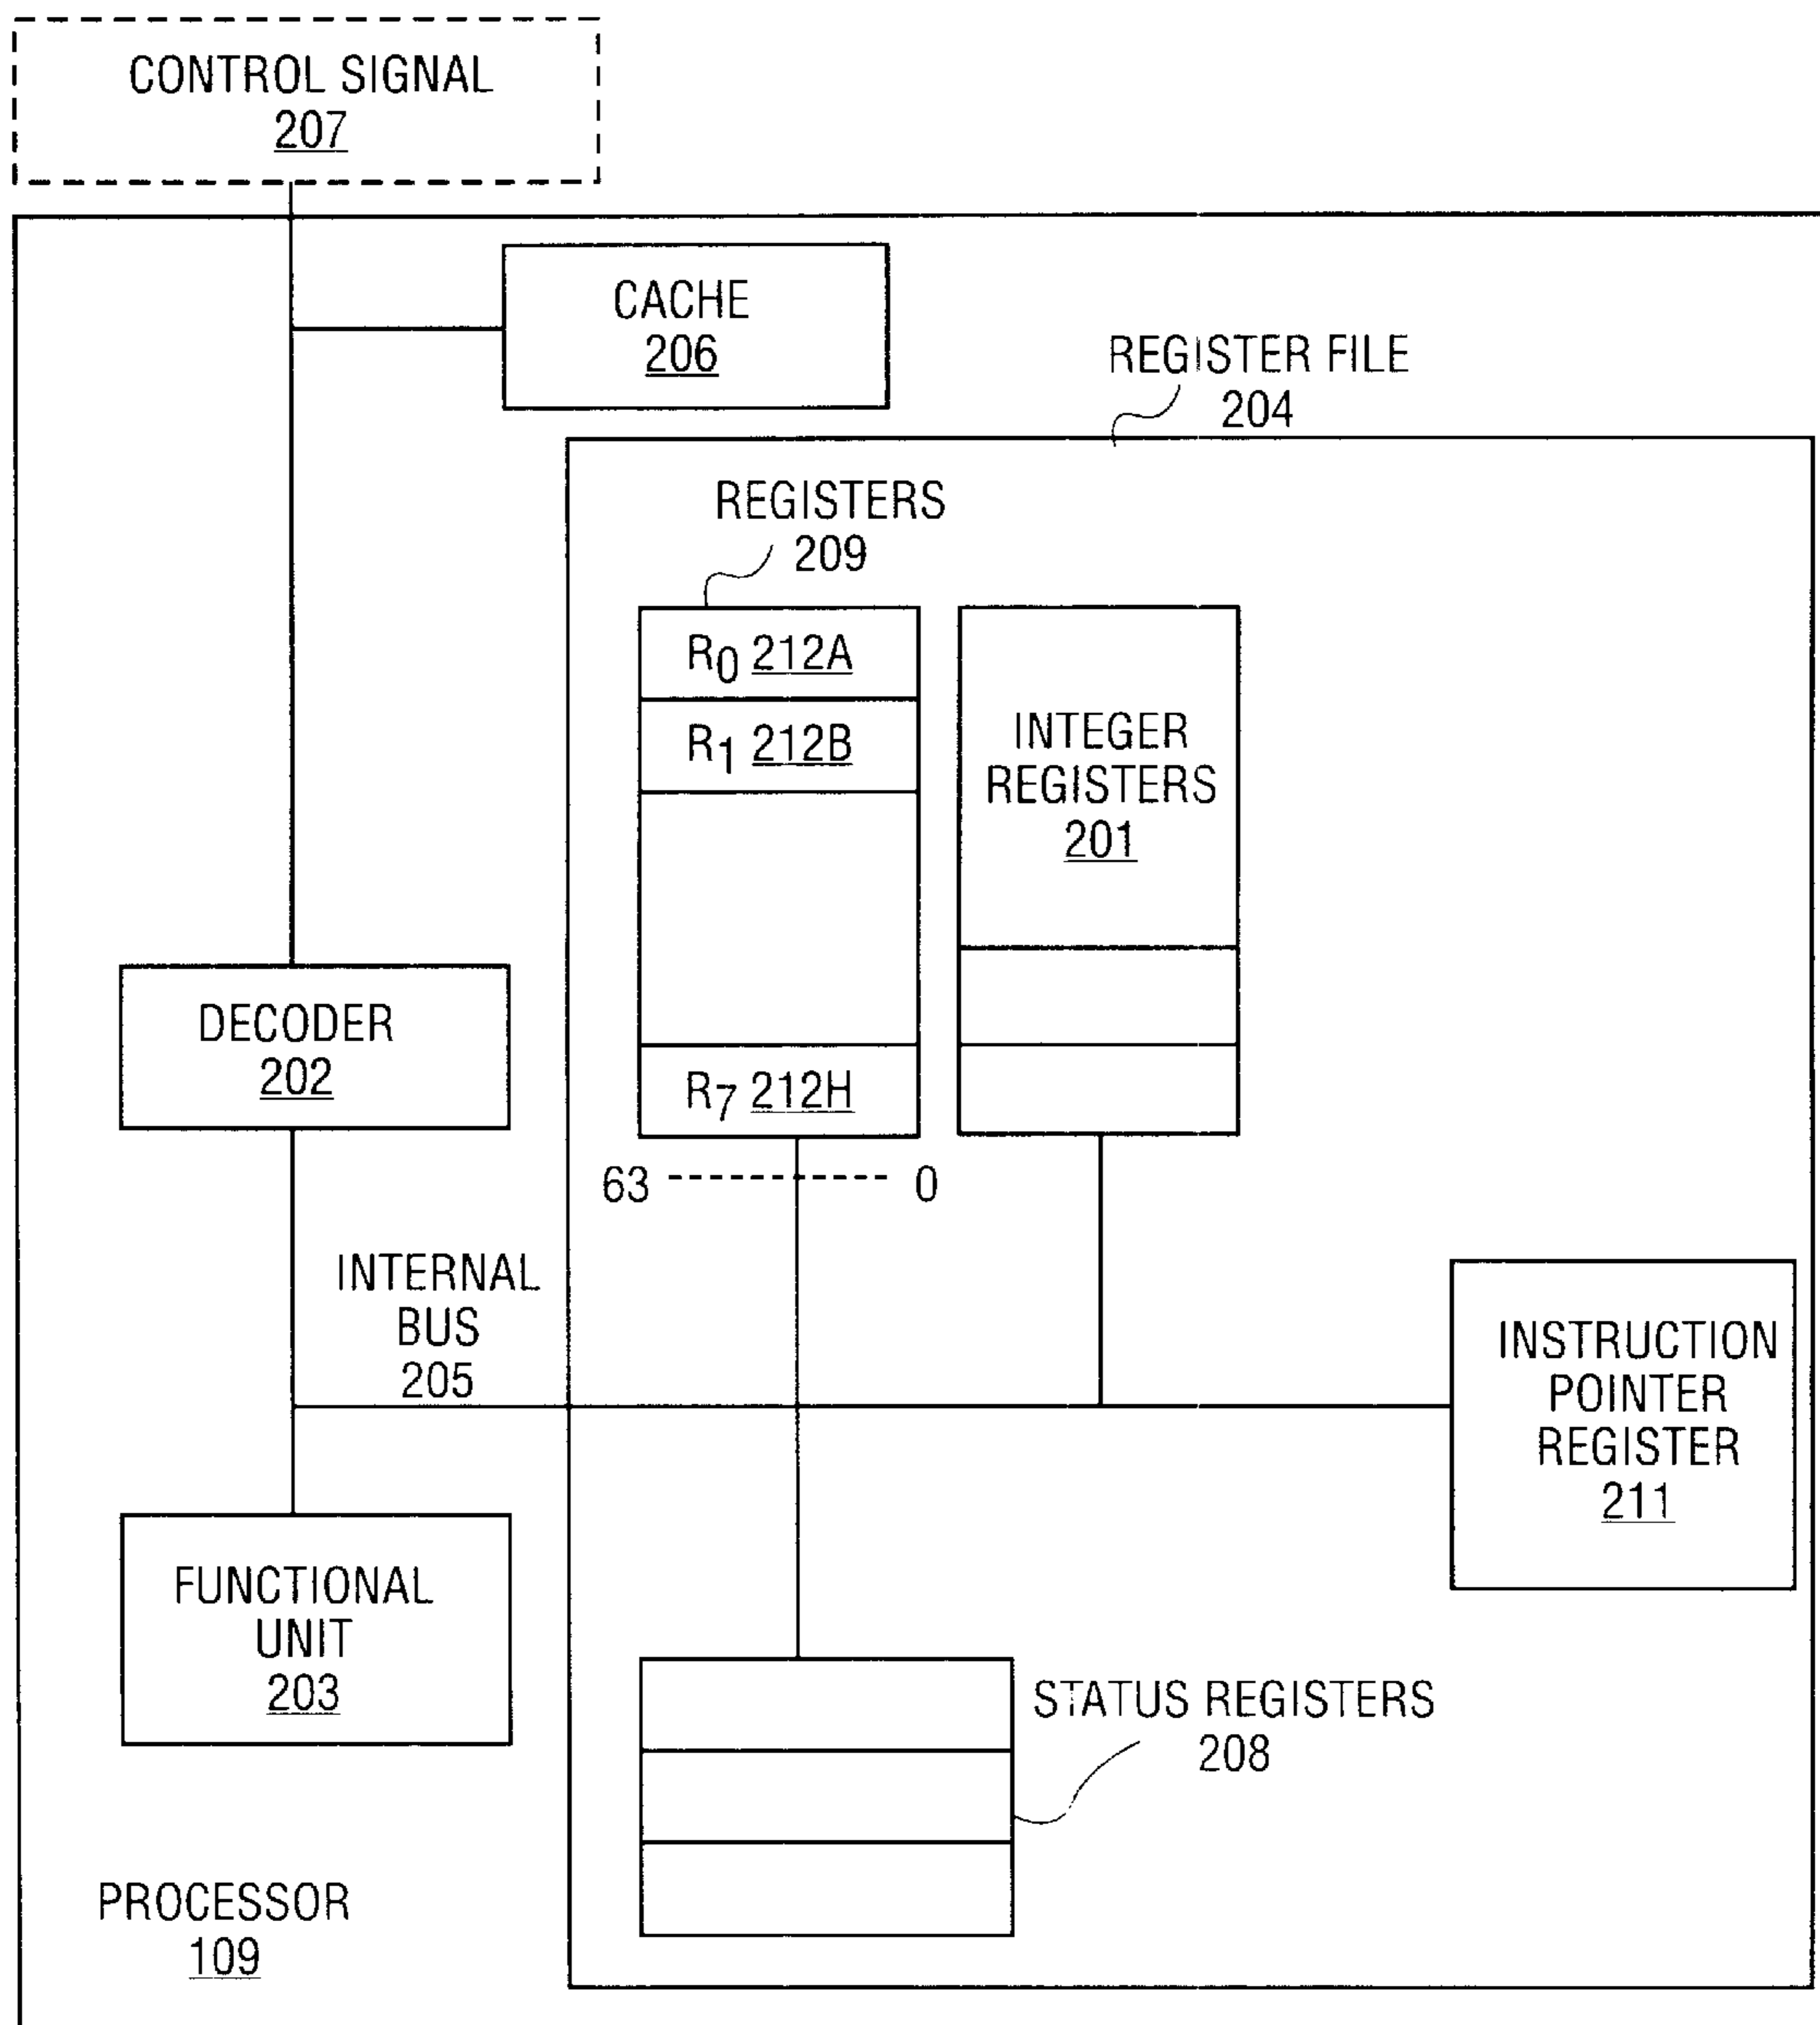 CONTROL SIGNAL
207
CACHE
206
REGISTER FILE
204
REGISTERS
209
R0 212A
R1 212B
INTEGER
REGISTERS
201
DECODER
202
R7 212H
63 0
INTERNAL
BUS
205
INSTRUCTION
POINTER
REGISTER
211
FUNCTIONAL
UNIT
203
STATUS REGISTERS
208
PROCESSOR
109